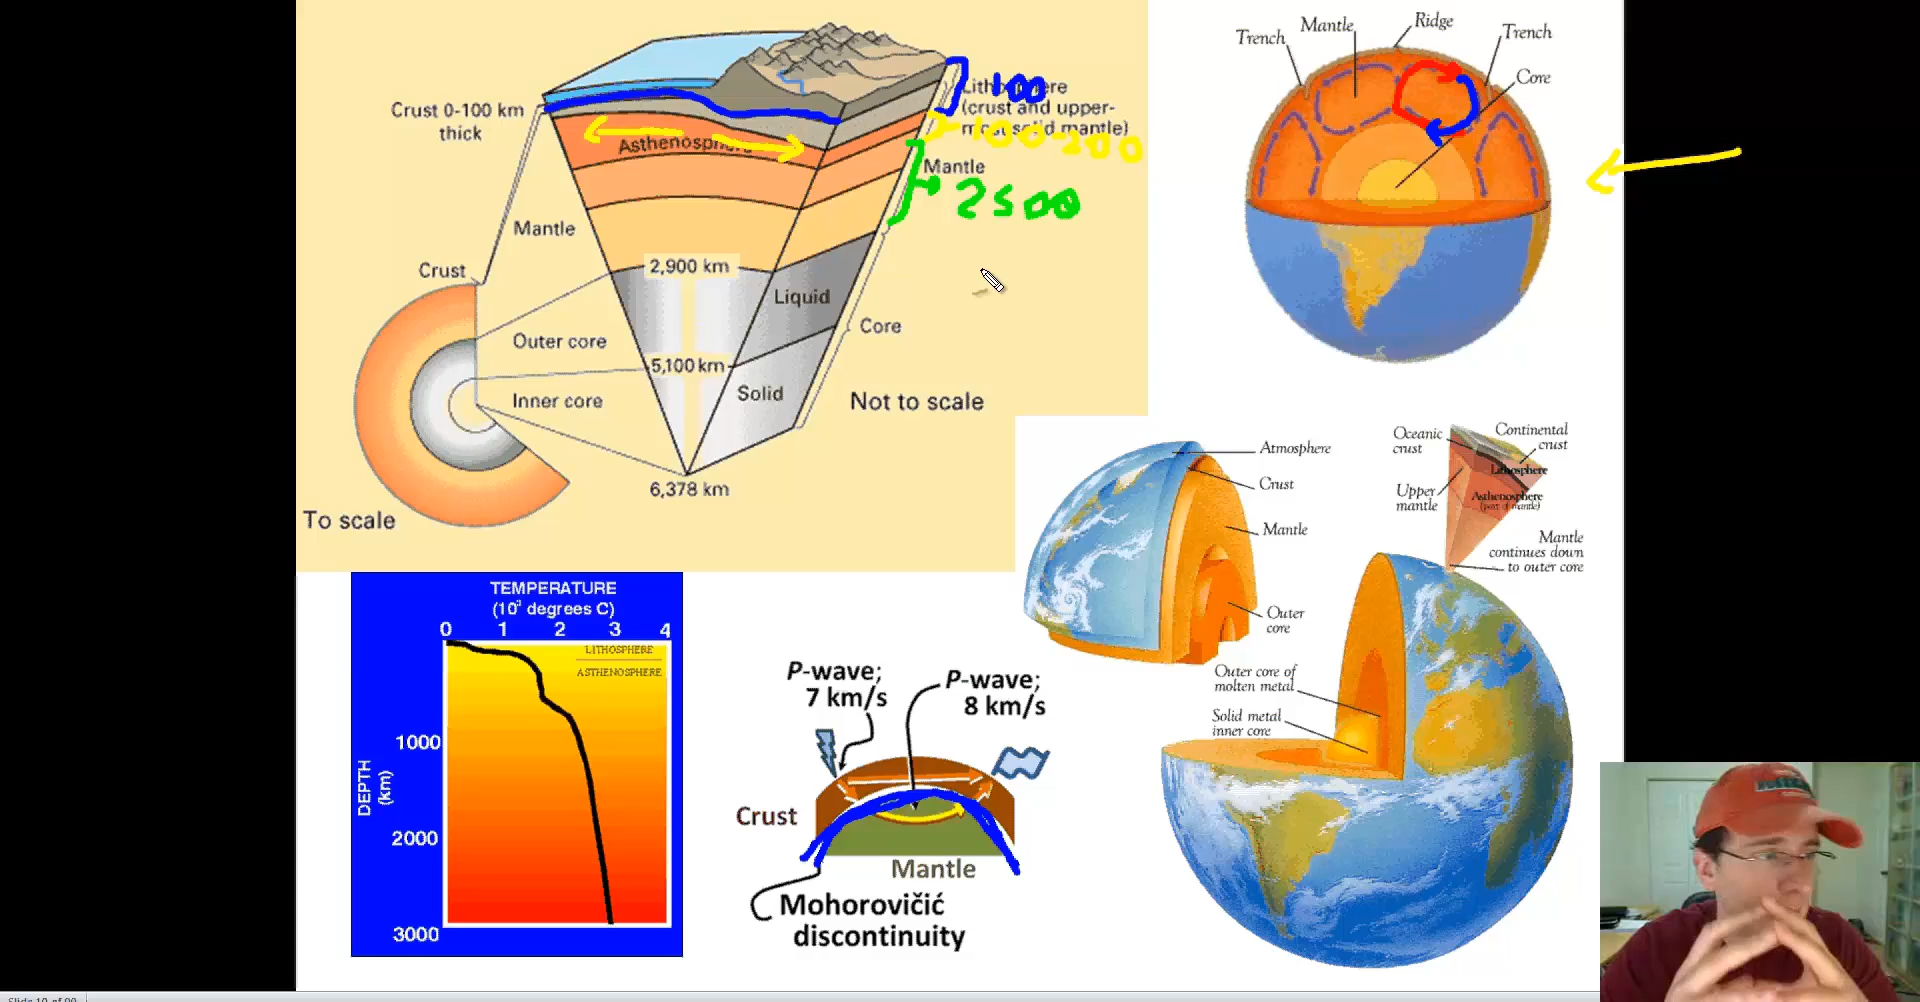 Crust 0-100 km
thick
Asthenosphere
100
Lithosphere
(crust and upper-
most solid mantle)
100-200
Mantle
2500
Mantle
Crust
2,900 km
Liquid
Core
Outer core
5,100 km
Solid
Inner core
Not to scale
6,378 km
To scale
Trench
Mantle
Ridge
Trench
Core
Atmosphere
Crust
Mantle
Outer
core
Oceanic
crust
Continental
crust
Lithosphere
Upper
mantle
Asthenosphere
(part of mantle)
Mantle
continues down
to outer core
Outer core of
molten metal
Solid metal
inner core
TEMPERATURE
(10³ degrees C)
0 1 2 3 4
LITHOSPHERE
ASTHENOSPHERE
1000
DEPTH
(km)
2000
3000
P-wave;
7 km/s
P-wave;
8 km/s
Crust
Mantle
Mohorovičić
discontinuity